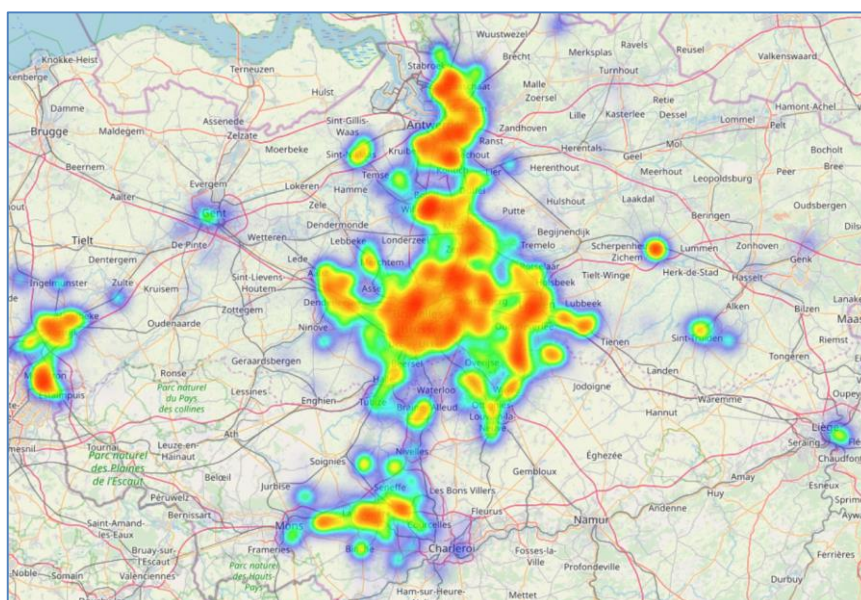 Wuustwezel
Ravels
Reusel
Knokke-Heist
Merksplas
Valkenswaard
Stabroek
Brecht
Turnhout
Terneuzen
Malle
Hulst
Zoersel
Retie
Hamont-Achel
Damme
Assenede
Sint-Gillis-
Waas
Lille
Kasterlee
Dessel
Lommel
Pelt
Brugge
Maldegem
Zelzate
Zandhoven
Ranst
Moerbeke
Herentals
Mol
Geel
Bocholt
Beernem
Evergem
Temse
Herenthout
Meerhout
Leopoldsburg
Peer
Bree
Aalter
Lokeren
Hamme
Zele
Hulshout
Laakdal
Oudsbergen
Gent
Putte
Beringen
Dendermonde
Tielt
De Pinte
Wetteren
Lebbeke
Londerzeel
Begijnendijk
Tremelo
Zonhoven
Lummen
Genk
Dentergem
Lede
Zichem
Ingelmunster
Zulte
Kruisem
Sint-Lievens-
Houtem
Tielt-Winge
Herk-de-Stad
Hasselt
Zottegem
Lubbeek
Alken
Bilzen
Oudenaarde
Ninove
Tienen
Riemst
Geraardsbergen
Landen
Tongeren
Ronse
Overijse
Waterloo
Parc naturel
du Pays
des collines
Lessines
Enghien
Jodoigne
Waremme
Hannut
Ath
Tournai
Leuze-en-
Hainaut
Nivelles
Liège
Seraing
Parc naturel
des Plaines
de l'Escaut
Soignies
Gembloux
Éghezée
Chaudfont
Belœil
Jurbise
Seneffe
Les Bons Villers
Amay
Esneux
Péruwelz
Huy
Bernissart
Fleurus
Andenne
Saint-Amand-
les-Eaux
Mons
Courcelles
Namur
Frameries
Charleroi
Fosses-la-
Ville
Bruay-sur-
l'Escaut
Ferrières
Parc naturel
des Hauts-
Pays
Profondeville
Somain
Valenciennes
Durbuy
Ham-sur-Heure-
Mettet